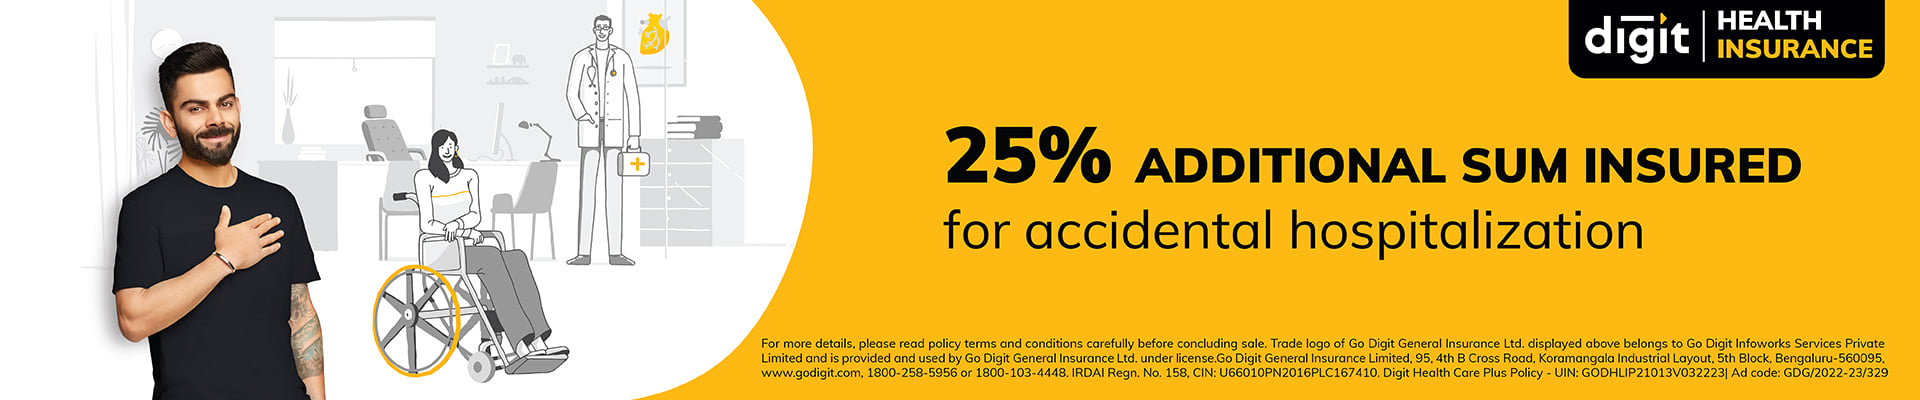 digit
HEALTH
INSURANCE
25% ADDITIONAL SUM INSURED
for accidental hospitalization
For more details, please read policy terms and conditions carefully before concluding sale. Trade logo of Go Digit General Insurance Ltd. displayed above belongs to Go Digit Infoworks Services Private
Limited and is provided and used by Go Digit General Insurance Ltd. under license.Go Digit General Insurance Limited, 95, 4th B Cross Road, Koramangala Industrial Layout, 5th Block, Bengaluru-560095,
www.godigit.com, 1800-258-5956 or 1800-103-4448. IRDAI Regn. No. 158, CIN: U66010PN2016PLC167410. Digit Health Care Plus Policy - UIN: GODHLIP21013V032223| Ad code: GDG/2022-23/329